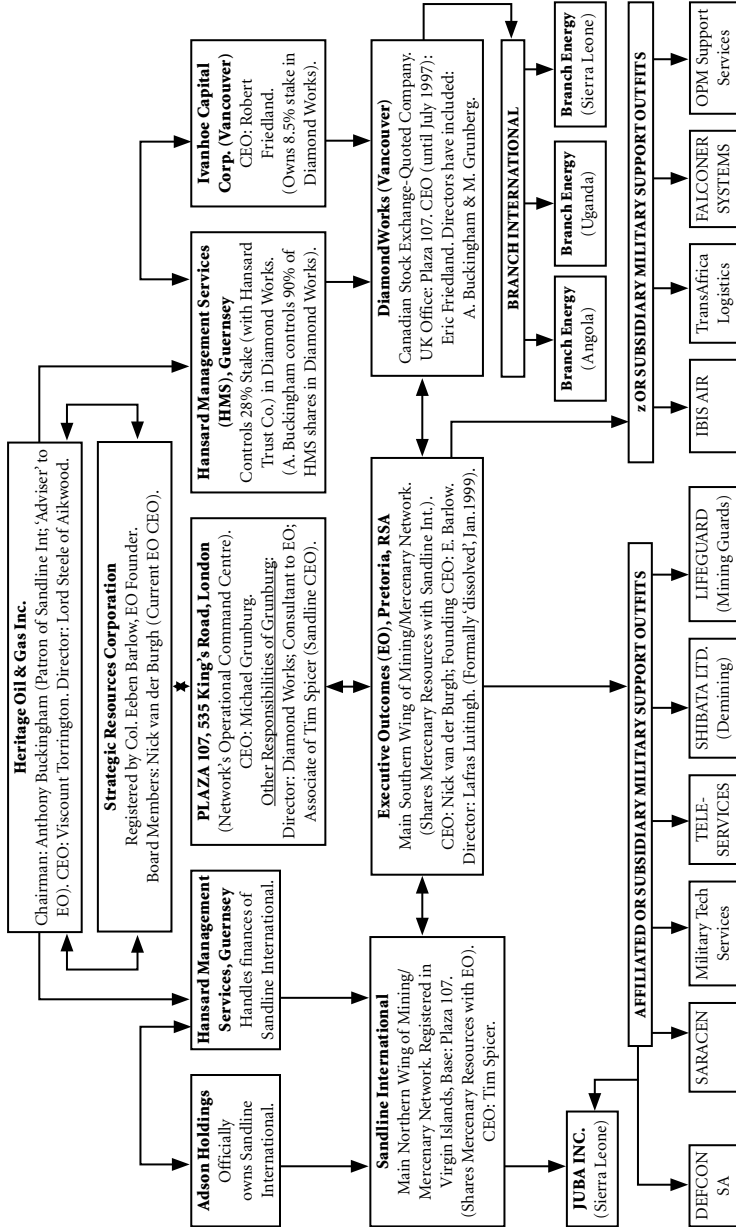 Heritage Oil & Gas Inc.
Chairman: Anthony Buckingham (Patron of Sandline Int; ‘Adviser’ to
EO). CEO: Viscount Torrington. Director: Lord Steele of Aikwood.
Strategic Resources Corporation
Registered by Col. Eeben Barlow, EO Founder.
Board Members: Nick van der Burgh (Current EO CEO).
Adson Holdings
Officially
owns Sandline
International.
Hansard Management
Services, Guernsey
Handles finances of
Sandline International.
PLAZA 107, 535 King’s Road, London
(Network’s Operational Command Centre).
CEO: Michael Grunburg.
Other Responsibilities of Grunburg:
Director: Diamond Works; Consultant to EO;
Associate of Tim Spicer (Sandline CEO).
Hansard Management Services
(HMS), Guernsey
Controls 28% Stake (with Hansard
Trust Co.) in Diamond Works.
(A. Buckingham controls 90% of
HMS shares in Diamond Works).
Ivanhoe Capital
Corp. (Vancouver)
CEO: Robert
Friedland.
(Owns 8.5% stake in
Diamond Works).
Sandline International
Main Northern Wing of Mining/
Mercenary Network. Registered in
Virgin Islands, Base: Plaza 107.
(Shares Mercenary Resources with EO).
CEO: Tim Spicer.
Executive Outcomes (EO), Pretoria, RSA
Main Southern Wing of Mining/Mercenary Network.
(Shares Mercenary Resources with Sandline Int.).
CEO: Nick van der Burgh; Founding CEO: E. Barlow.
Director: Lafras Luitingh. (Formally ‘dissolved’, Jan.1999).
DiamondWorks (Vancouver)
Canadian Stock Exchange-Quoted Company.
UK Office: Plaza 107. CEO (until July 1997):
Eric Friedland. Directors have included:
A. Buckingham & M. Grunberg.
BRANCH INTERNATIONAL
Branch Energy
(Angola)
Branch Energy
(Uganda)
Branch Energy
(Sierra Leone)
JUBA INC.
(Sierra Leone)
AFFILIATED OR SUBSIDIARY MILITARY SUPPORT OUTFITS
z OR SUBSIDIARY MILITARY SUPPORT OUTFITS
DEFCON
SA
SARACEN
Military Tech
Services
TELE-
SERVICES
SHIBATA LTD.
(Demining)
LIFEGUARD
(Mining Guards)
IBIS AIR
TransAfrica
Logistics
FALCONER
SYSTEMS
OPM Support
Services